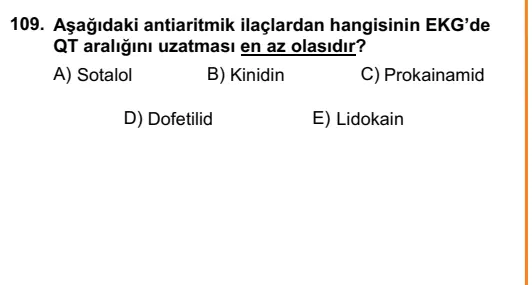 109. Aşağıdaki antiaritmik ilaçlardan hangisinin EKG’de
QT aralığını uzatması en az olasıdır?
A) Sotalol B) Kinidin C) Prokainamid
D) Dofetilid E) Lidokain